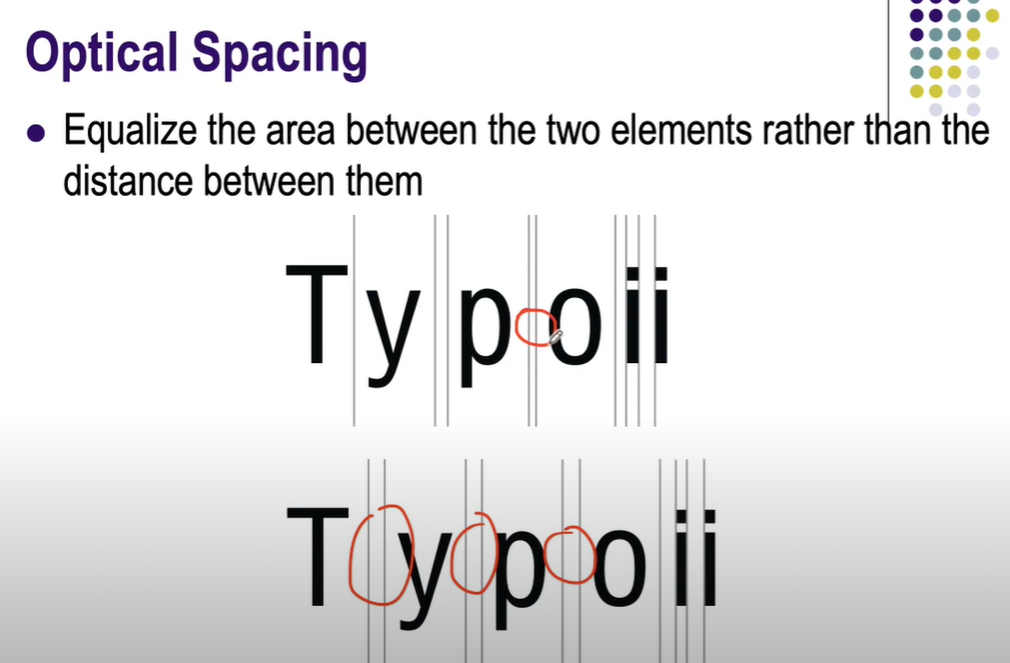 Optical Spacing
Equalize the area between the two elements rather than the
distance between them
Typoii
Typoii